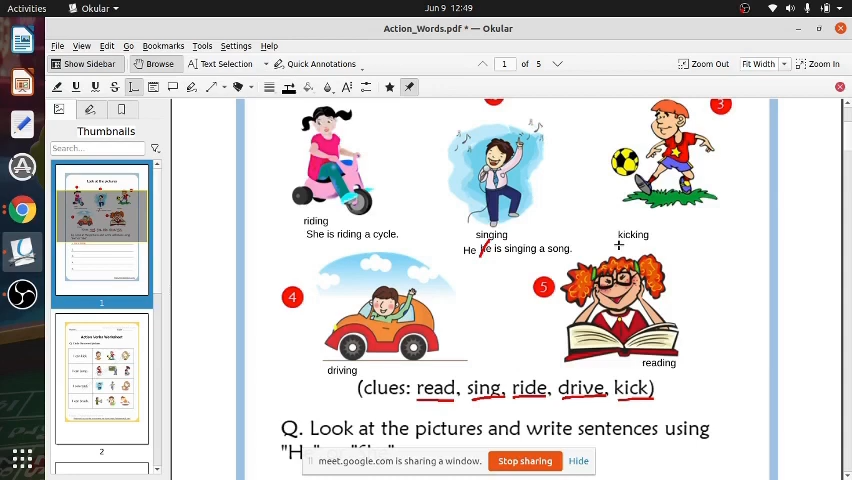 Activities
Okular
Jun 9 12:49
Action_Words.pdf * — Okular
File View Edit Go Bookmarks Tools Settings Help
Show Sidebar Browse Text Selection Quick Annotations 1 of 5 Zoom Out Fit Width Zoom In
Thumbnails
Search...
1
2
3
riding
She is riding a cycle.
singing
He he is singing a song.
kicking
4
5
driving
reading
(clues: read, sing, ride, drive, kick)
Q. Look at the pictures and write sentences using
meet.google.com is sharing a window. Stop sharing Hide